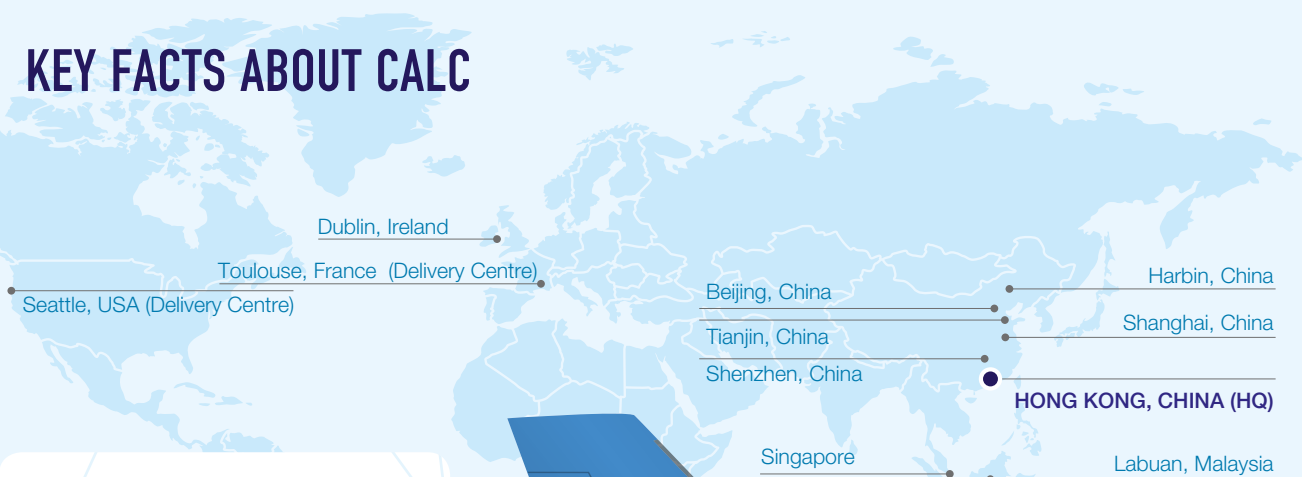 KEY FACTS ABOUT CALC
Dublin, Ireland
Toulouse, France (Delivery Centre)
Seattle, USA (Delivery Centre)
Beijing, China
Tianjin, China
Shenzhen, China
Harbin, China
Shanghai, China
HONG KONG, CHINA (HQ)
Singapore
Labuan, Malaysia